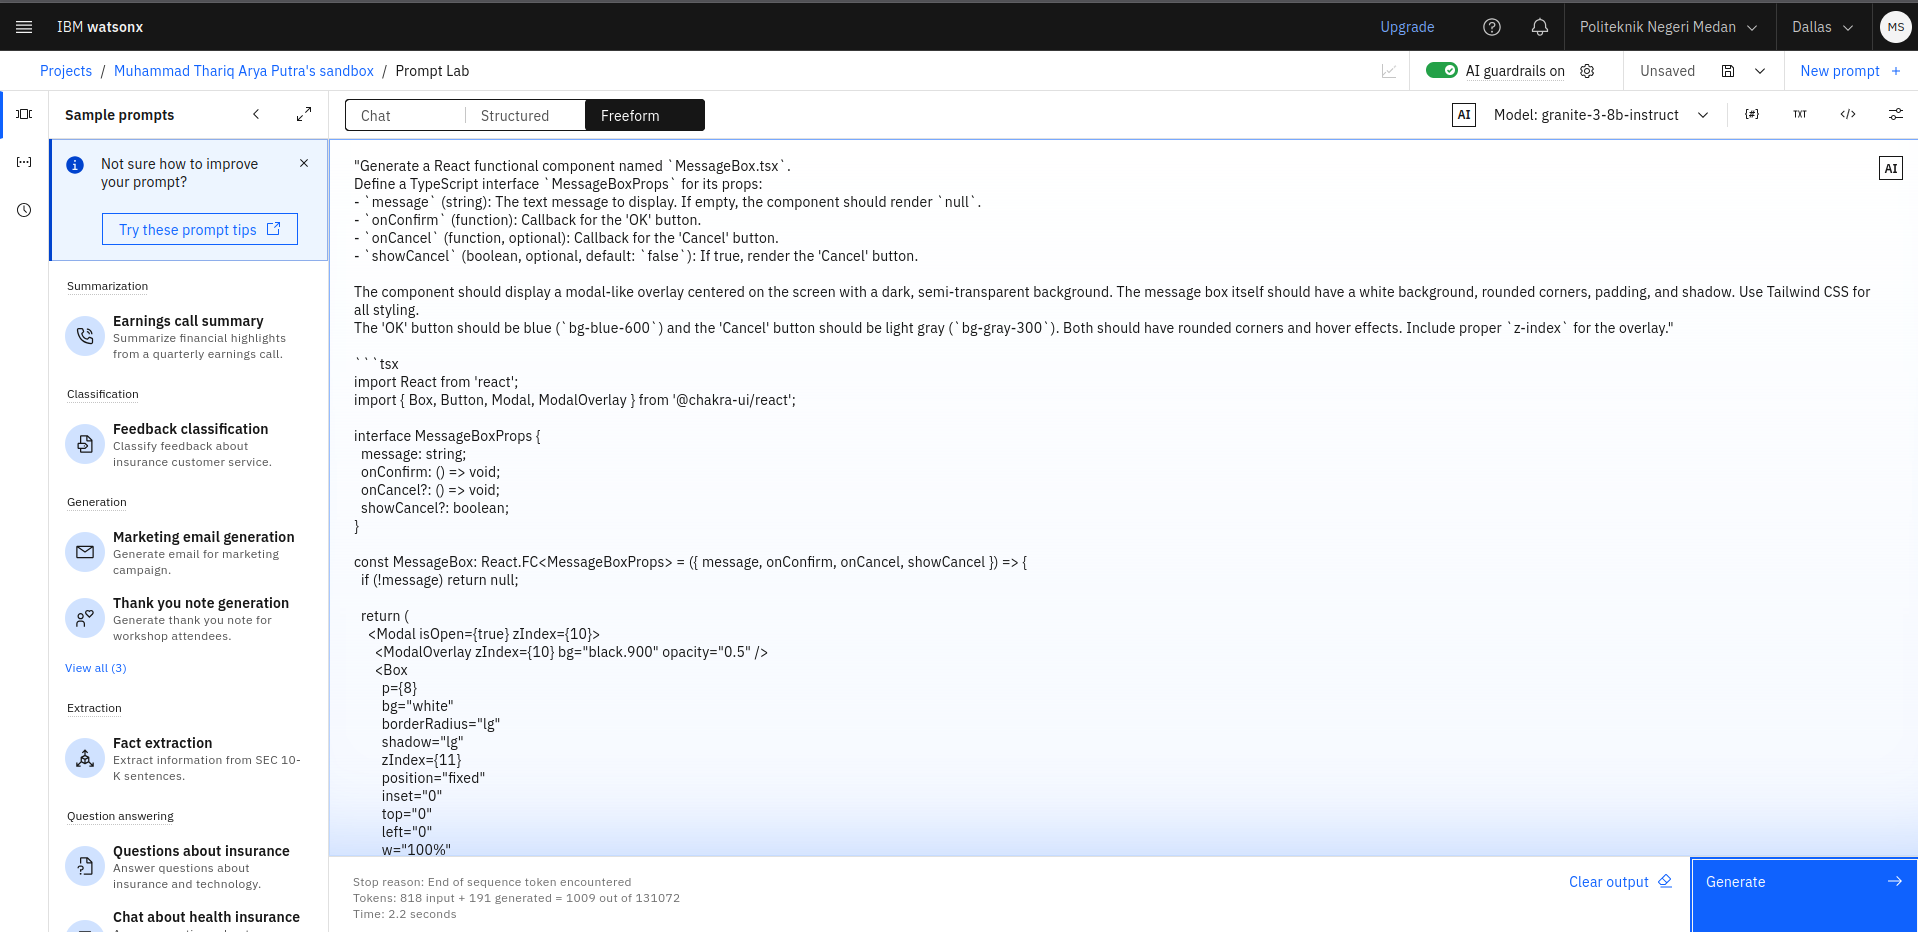 IBM watsonx
Upgrade
Politeknik Negeri Medan
Dallas
MS
Projects / Muhammad Thariq Arya Putra's sandbox / Prompt Lab
AI guardrails on
Unsaved
New prompt +
Sample prompts
Chat
Structured
Freeform
AI
Model: granite-3-8b-instruct
{#}
TXT
</>
Not sure how to improve
your prompt?
Try these prompt tips
Summarization
Earnings call summary
Summarize financial highlights
from a quarterly earnings call.
Classification
Feedback classification
Classify feedback about
insurance customer service.
Generation
Marketing email generation
Generate email for marketing
campaign.
Thank you note generation
Generate thank you note for
workshop attendees.
View all (3)
Extraction
Fact extraction
Extract information from SEC 10-
K sentences.
Question answering
Questions about insurance
Answer questions about
insurance and technology.
Chat about health insurance
AI
"Generate a React functional component named `MessageBox.tsx`.
Define a TypeScript interface `MessageBoxProps` for its props:
- `message` (string): The text message to display. If empty, the component should render `null`.
- `onConfirm` (function): Callback for the 'OK' button.
- `onCancel` (function, optional): Callback for the 'Cancel' button.
- `showCancel` (boolean, optional, default: `false`): If true, render the 'Cancel' button.
The component should display a modal-like overlay centered on the screen with a dark, semi-transparent background. The message box itself should have a white background, rounded corners, padding, and shadow. Use Tailwind CSS for
all styling.
The 'OK' button should be blue (`bg-blue-600`) and the 'Cancel' button should be light gray (`bg-gray-300`). Both should have rounded corners and hover effects. Include proper `z-index` for the overlay."
```tsx
import React from 'react';
import { Box, Button, Modal, ModalOverlay } from '@chakra-ui/react';
interface MessageBoxProps {
message: string;
onConfirm: () => void;
onCancel?: () => void;
showCancel?: boolean;
}
const MessageBox: React.FC<MessageBoxProps> = ({ message, onConfirm, onCancel, showCancel }) => {
if (!message) return null;
return (
<Modal isOpen={true} zIndex={10}>
<ModalOverlay zIndex={10} bg="black.900" opacity="0.5" />
<Box
p={8}
bg="white"
borderRadius="lg"
shadow="lg"
zIndex={11}
position="fixed"
inset="0"
top="0"
left="0"
w="100%"
Stop reason: End of sequence token encountered
Tokens: 818 input + 191 generated = 1009 out of 131072
Time: 2.2 seconds
Clear output
Generate